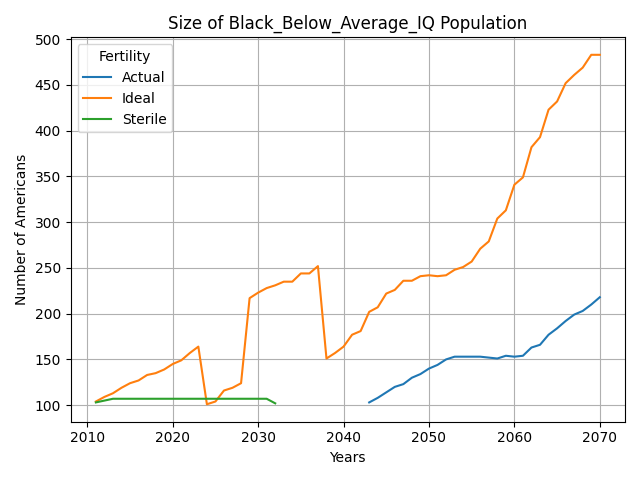 Size of Black_Below_Average_IQ Population
Fertility
Actual
Ideal
Sterile
500
450
400
350
300
250
200
150
100
Number of Americans
2010 2020 2030 2040 2050 2060 2070
Years